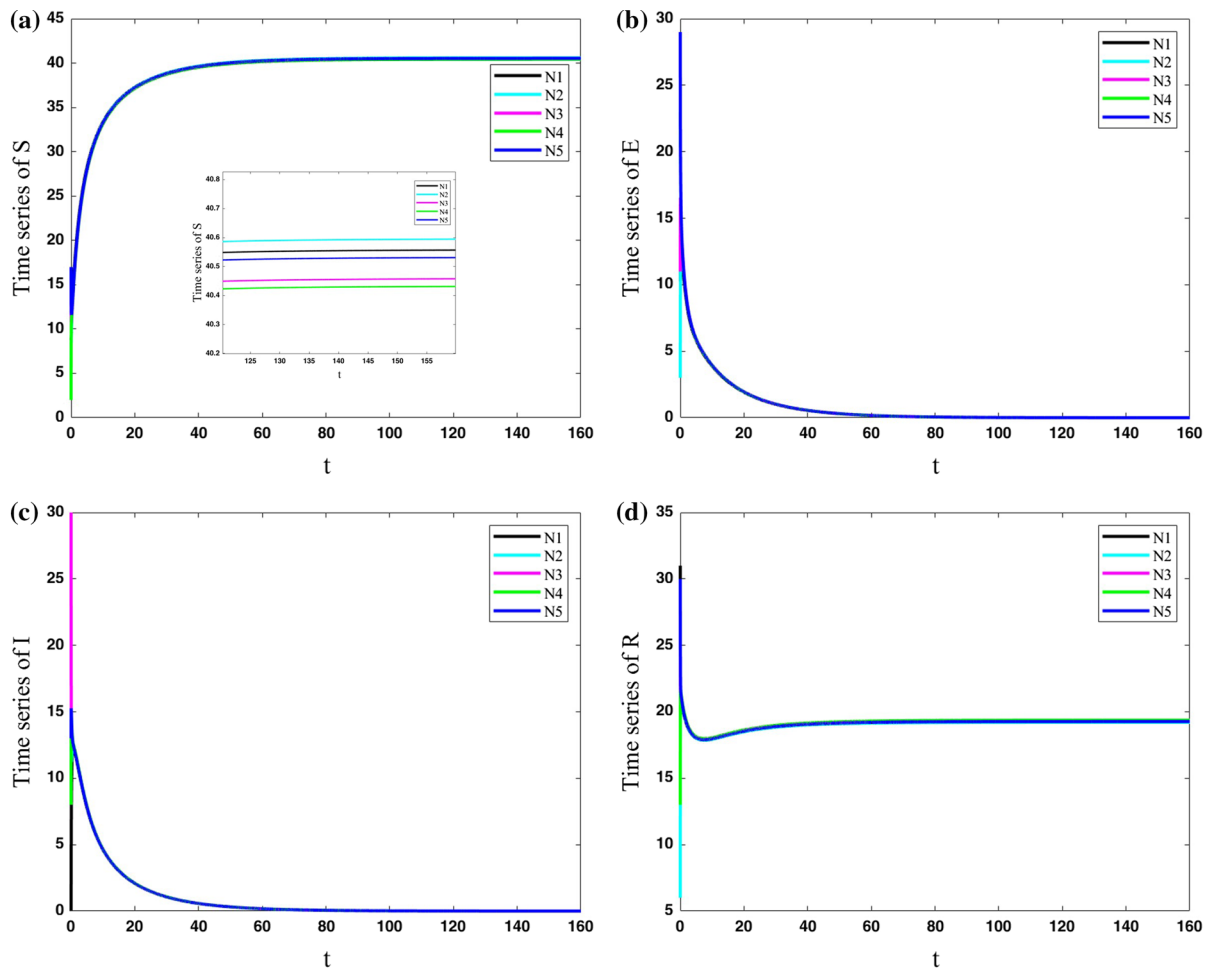 (a)
Time series of S
45
40
35
30
25
20
15
10
5
0
0 20 40 60 80 100 120 140 160
t
N1
N2
N3
N4
N5
Time series of S
40.8
40.7
40.6
40.5
40.4
40.3
40.2
125 130 135 140 145 150 155
t
N1
N2
N3
N4
N5
(b)
Time series of E
30
25
20
15
10
5
0
0 20 40 60 80 100 120 140 160
t
N1
N2
N3
N4
N5
(c)
Time series of I
30
25
20
15
10
5
0
0 20 40 60 80 100 120 140 160
t
N1
N2
N3
N4
N5
(d)
Time series of R
35
30
25
20
15
10
5
0 20 40 60 80 100 120 140 160
t
N1
N2
N3
N4
N5